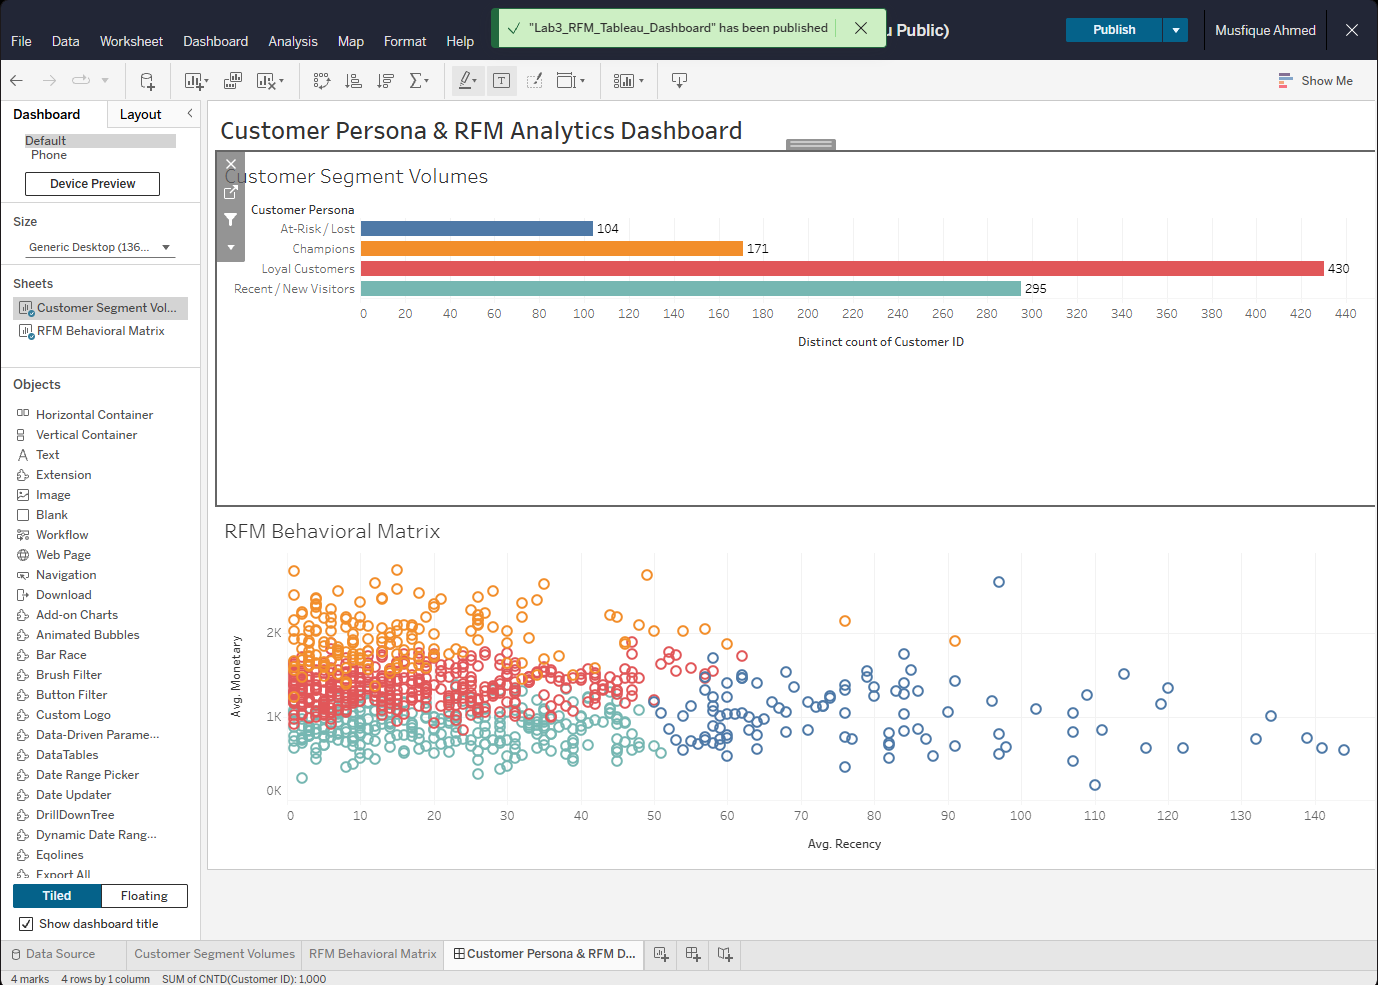 "Lab3_RFM_Tableau_Dashboard" has been published
u Public)
Publish
Musfique Ahmed
File Data Worksheet Dashboard Analysis Map Format Help
Show Me
Dashboard Layout
Default
Phone
Device Preview
Size
Generic Desktop (136...
Sheets
Customer Segment Vol...
RFM Behavioral Matrix
Objects
Horizontal Container
Vertical Container
Text
Extension
Image
Blank
Workflow
Web Page
Navigation
Download
Add-on Charts
Animated Bubbles
Bar Race
Brush Filter
Button Filter
Custom Logo
Data-Driven Parame...
DataTables
Date Range Picker
Date Updater
DrillDownTree
Dynamic Date Rang...
Eqolines
Export All
Tiled Floating
Show dashboard title
Customer Persona & RFM Analytics Dashboard
Customer Segment Volumes
Customer Persona
At-Risk / Lost 104
Champions 171
Loyal Customers 430
Recent / New Visitors 295
0 20 40 60 80 100 120 140 160 180 200 220 240 260 280 300 320 340 360 380 400 420 440
Distinct count of Customer ID
RFM Behavioral Matrix
Avg. Monetary
2K
1K
0K
0 10 20 30 40 50 60 70 80 90 100 110 120 130 140
Avg. Recency
Data Source Customer Segment Volumes RFM Behavioral Matrix Customer Persona & RFM D...
4 marks 4 rows by 1 column SUM of CNTD(Customer ID): 1,000